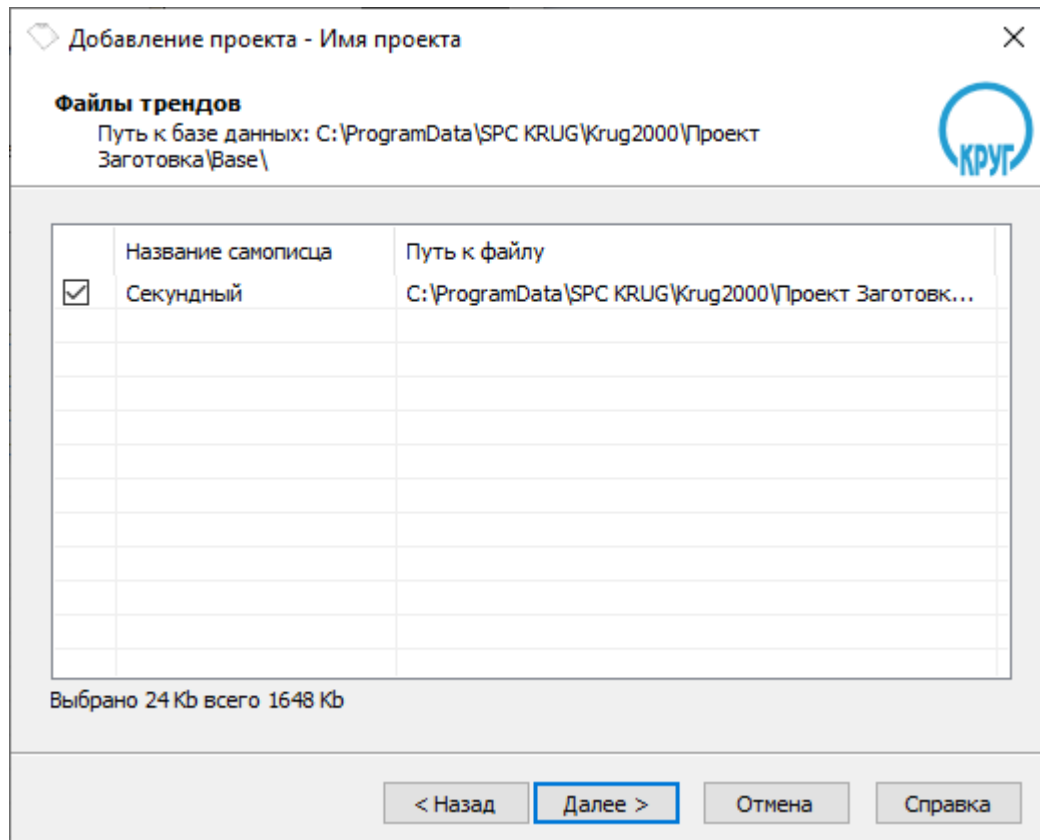 Добавление проекта - Имя проекта
Файлы трендов
Путь к базе данных: C:\ProgramData\SPC KRUG\Krug2000\Проект
Заготовка\Base\
КРУГ
Название самописца Путь к файлу
Секундный C:\ProgramData\SPC KRUG\Krug2000\Проект Заготовк...
Выбрано 24 Kb всего 1648 Kb
< Назад Далее > Отмена Справка